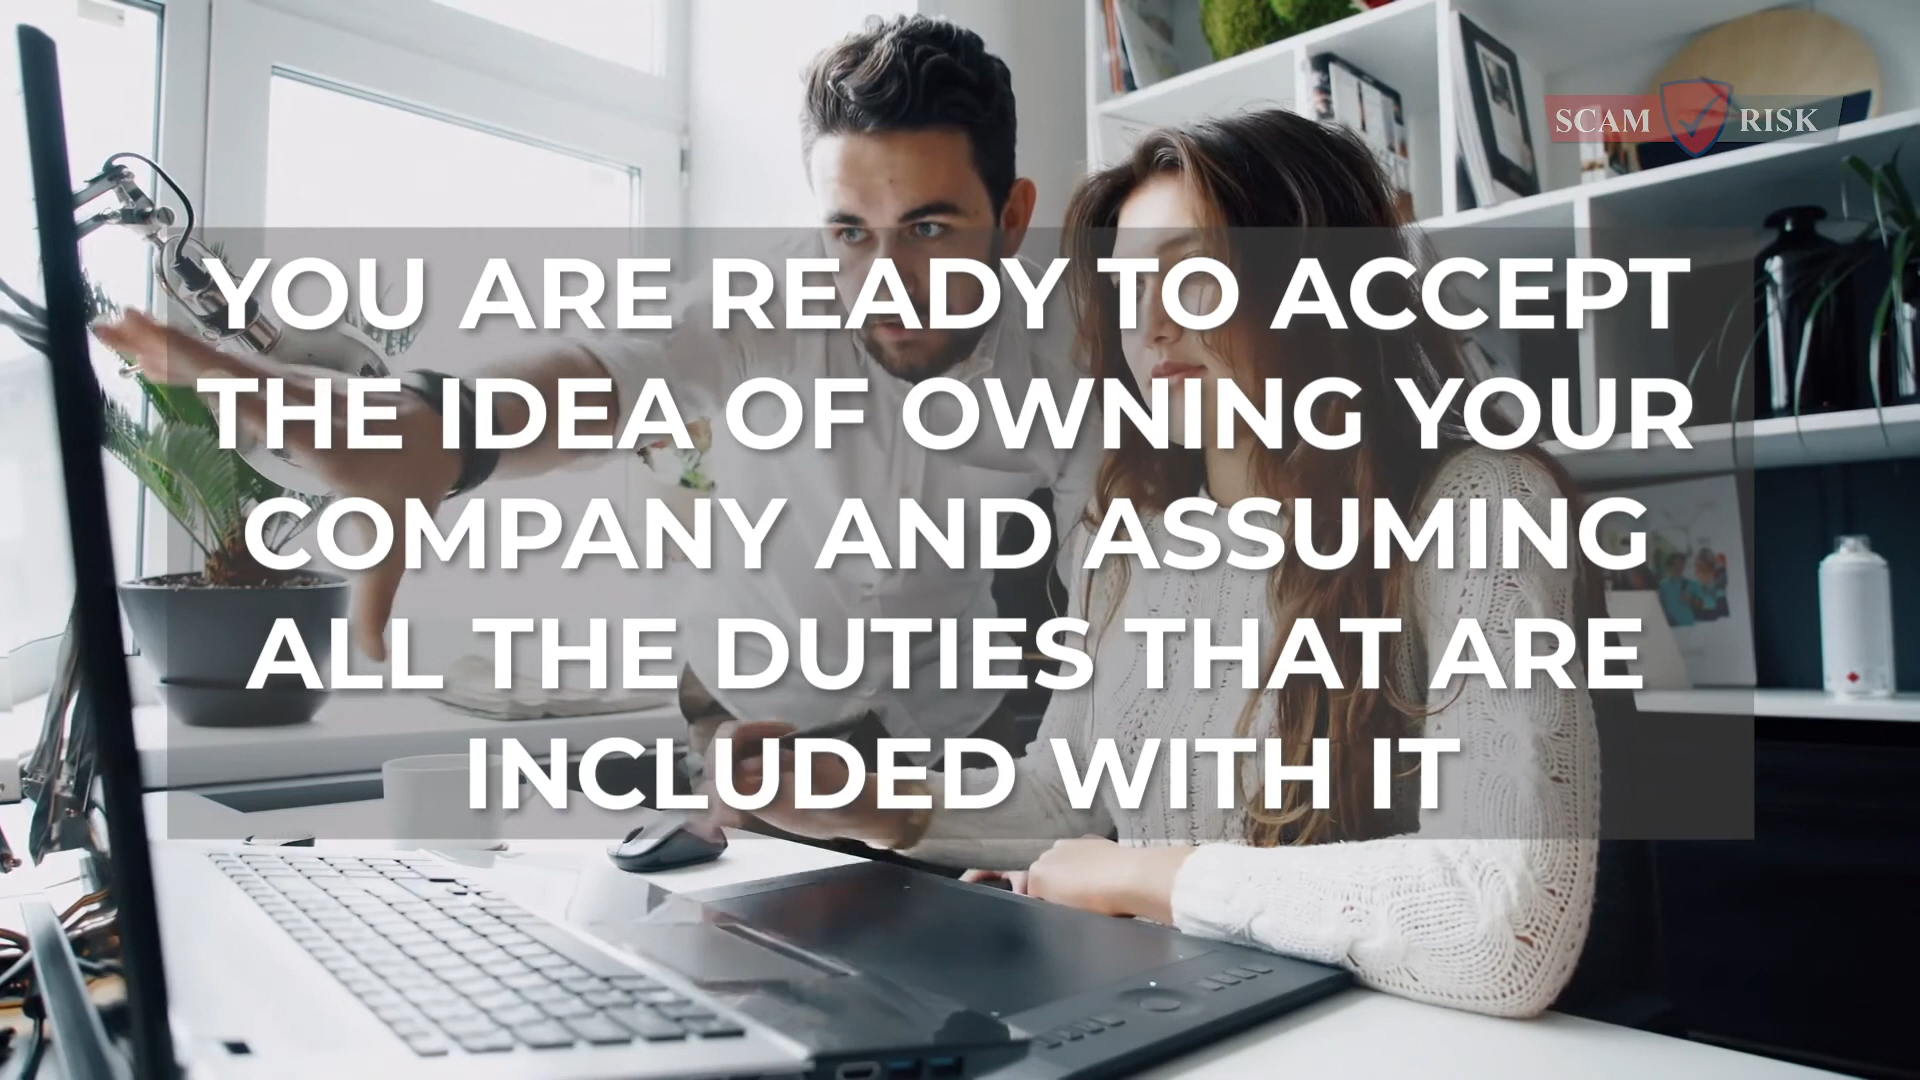 SCAM RISK
YOU ARE READY TO ACCEPT
THE IDEA OF OWNING YOUR
COMPANY AND ASSUMING
ALL THE DUTIES THAT ARE
INCLUDED WITH IT